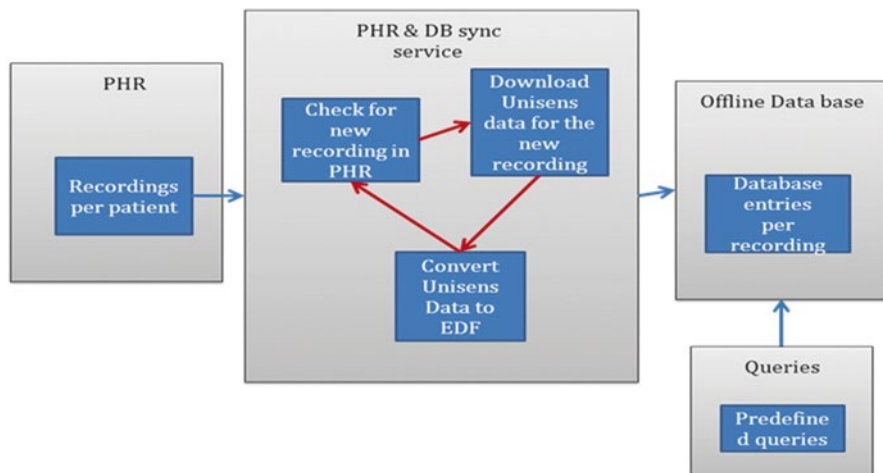 PHR
Recordings
per patient
PHR & DB sync
service
Check for
new
recording in
PHR
Download
Unisens
data for the
new
recording
Convert
Unisens
Data to
EDF
Offline Data base
Database
entries
per
recording
Queries
Predefine
d queries